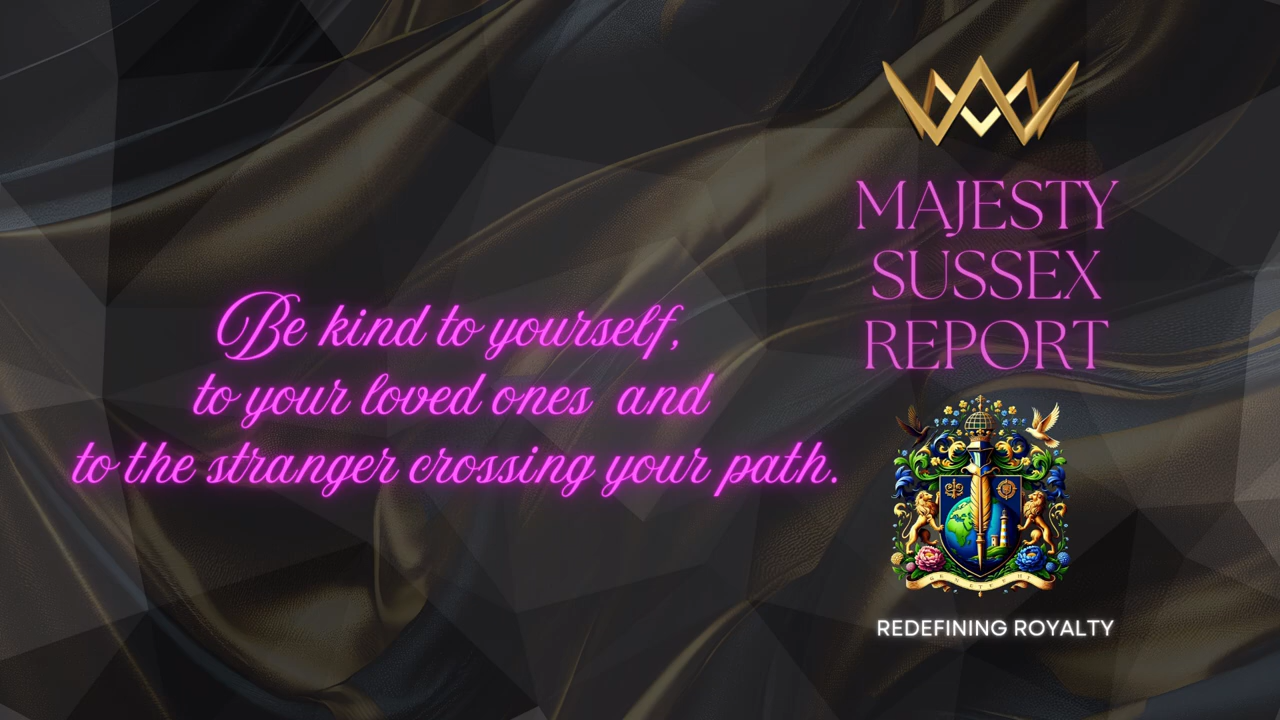 Be kind to yourself,
to your loved ones and
to the stranger crossing your path.
MAJESTY
SUSSEX
REPORT
REDEFINING ROYALTY